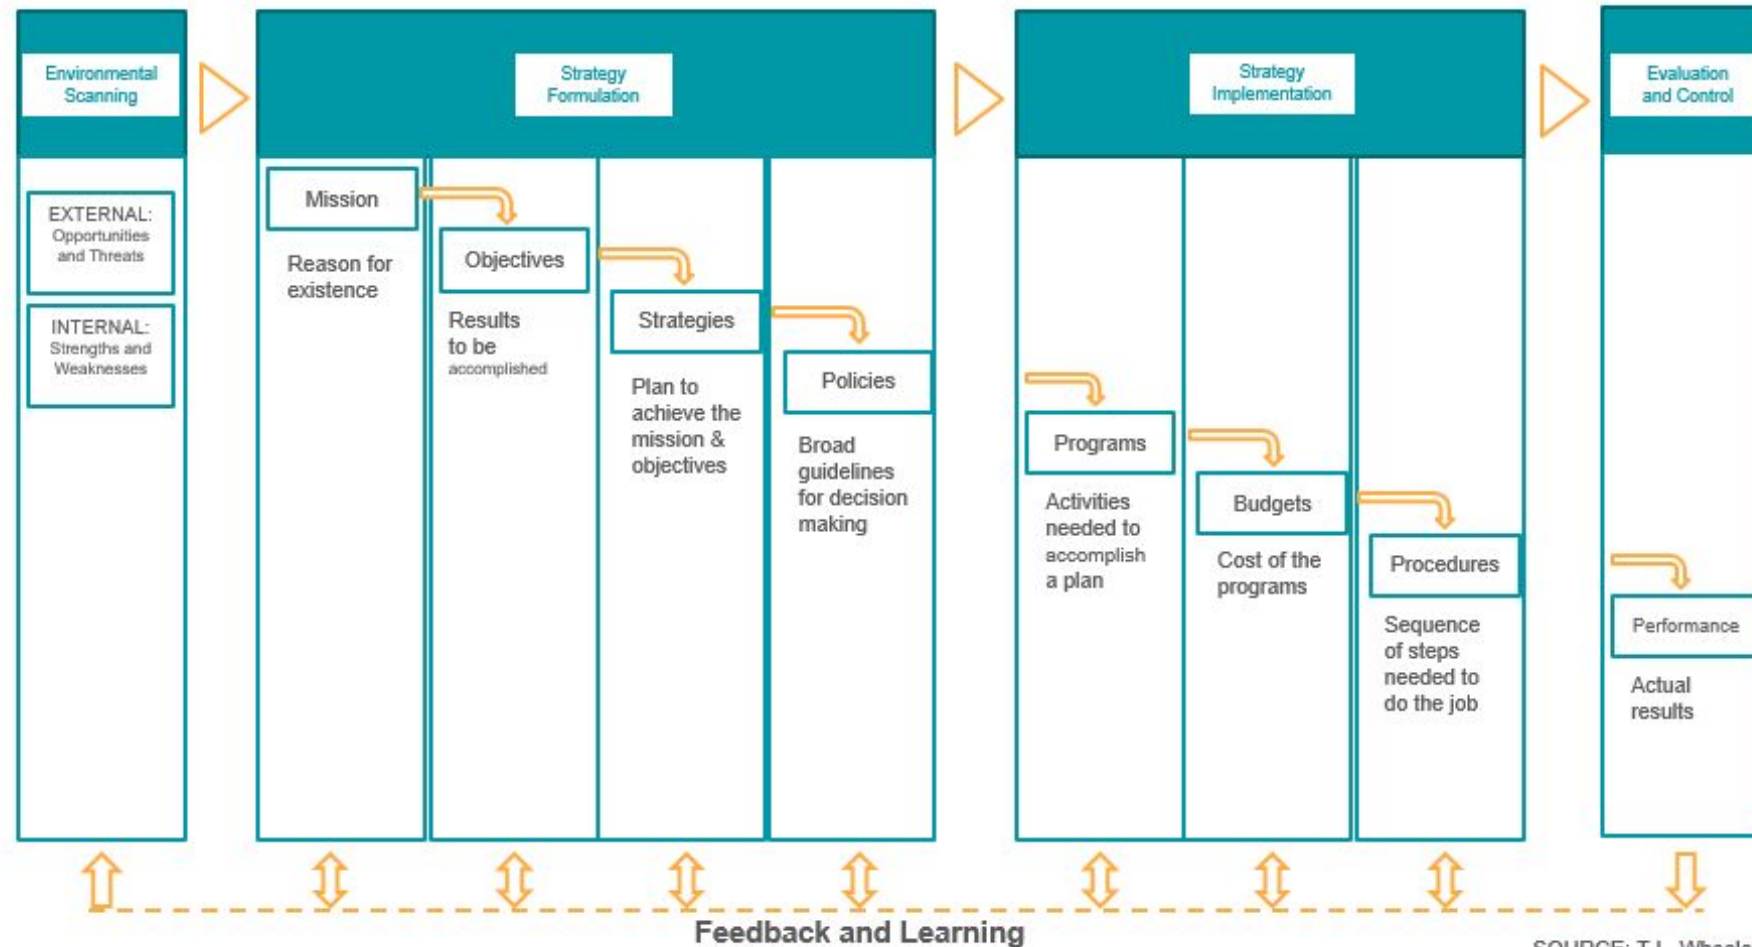 Environmental
Scanning
Strategy
Formulation
Strategy
Implementation
Evaluation
and Control
EXTERNAL:
Opportunities
and Threats
INTERNAL:
Strengths and
Weaknesses
Mission
Reason for
existence
Objectives
Results
to be
accomplished
Strategies
Plan to
achieve the
mission &
objectives
Policies
Broad
guidelines
for decision
making
Programs
Activities
needed to
accomplish
a plan
Budgets
Cost of the
programs
Procedures
Sequence
of steps
needed to
do the job
Performance
Actual
results
Feedback and Learning
SOURCE: T.L.